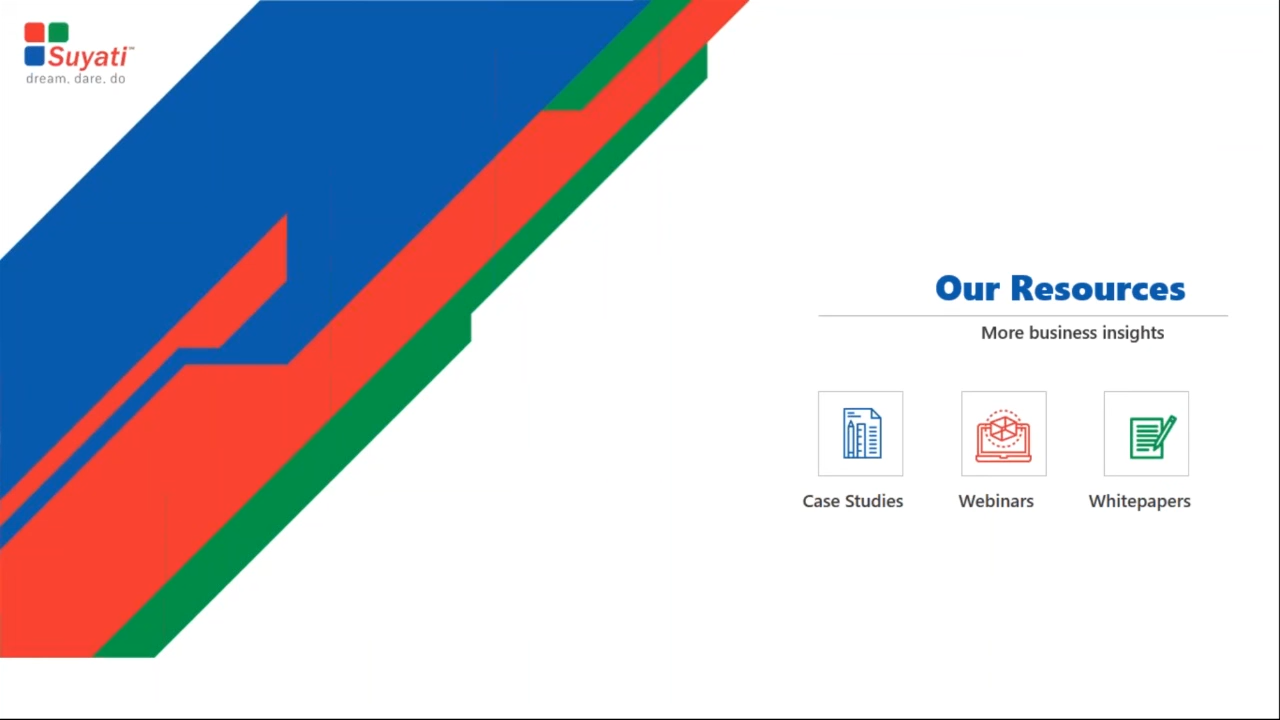 Suyati™
dream. dare. do
Our Resources
More business insights
Case Studies
Webinars
Whitepapers